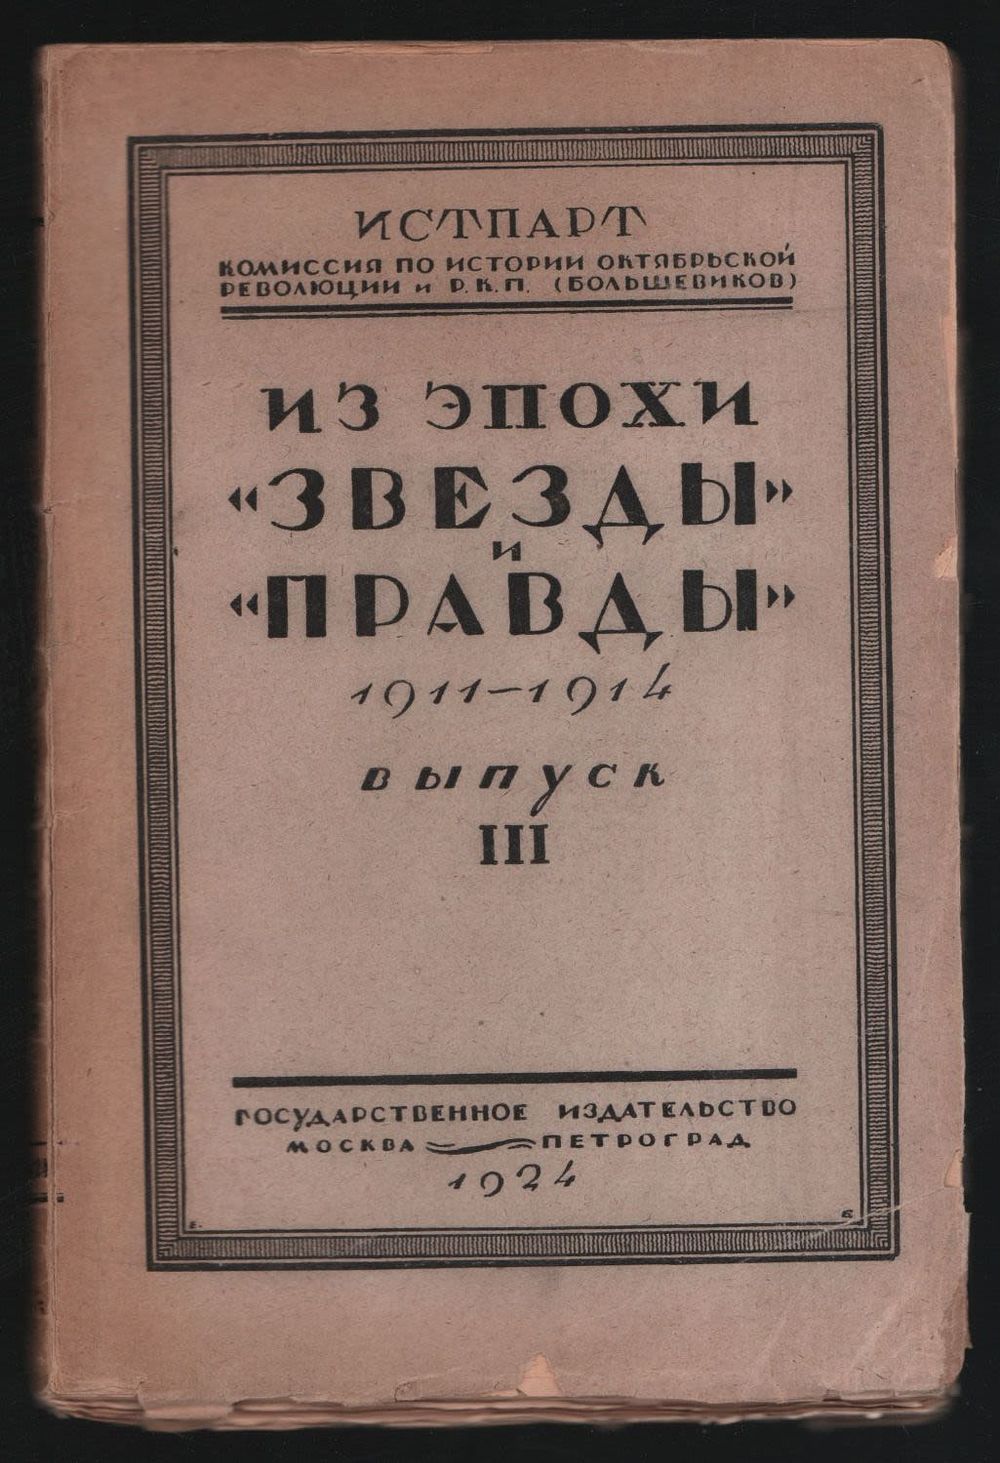 ИСТПАРТ
КОМИССИЯ ПО ИСТОРИИ ОКТЯБРЬСКОЙ
РЕВОЛЮЦИИ и Р.К.П. (БОЛЬШЕВИКОВ)
ИЗ ЭПОХИ
«ЗВЕЗДЫ»
И
«ПРАВДЫ»
1911—1914
выпуск
III
ГОСУДАРСТВЕННОЕ ИЗДАТЕЛЬСТВО
МОСКВА ПЕТРОГРАД
1924
Е. Б